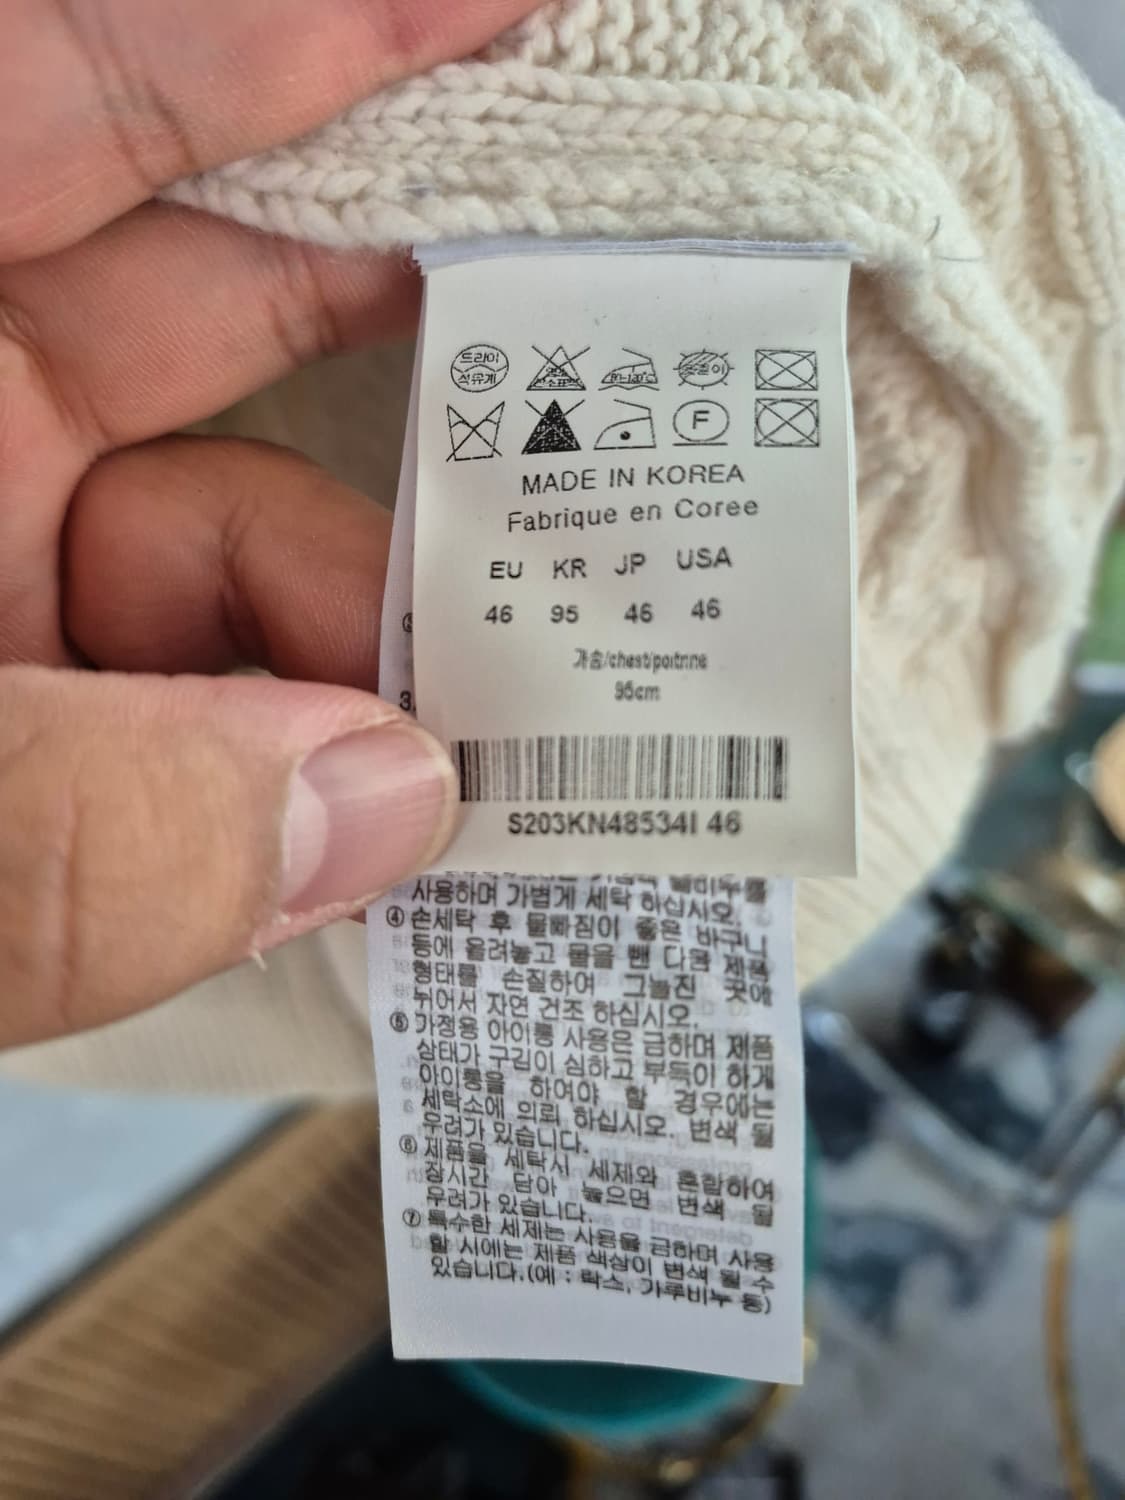 드라이
석유계
옷걸이
F
MADE IN KOREA
Fabrique en Coree
EU KR JP USA
46 95 46 46
가슴/chest/poitrine
95cm
S203KN48534I 46
3.
사용하며 가볍게 세탁 하십시오.
④ 손세탁 후 물빠짐이 좋은 바구니
등에 올려놓고 물을 뺀 다음 제품
형태를 손질하여 그늘진 곳에
뉘어서 자연 건조 하십시오.
⑤ 가정용 아이롱 사용은 금하며 제품
상태가 구김이 심하고 부득이 하게
아이롱을 하여야 할 경우에는
세탁소에 의뢰 하십시오. 변색 될
우려가 있습니다.
⑥ 제품을 세탁시 세제와 혼합하여
장시간 담아 놓으면 변색 될
우려가 있습니다.
⑦ 특수한 세제는 사용을 금하며 사용
할 시에는 제품 색상이 변색 될 수
있습니다.(예 : 락스, 가루비누 등)